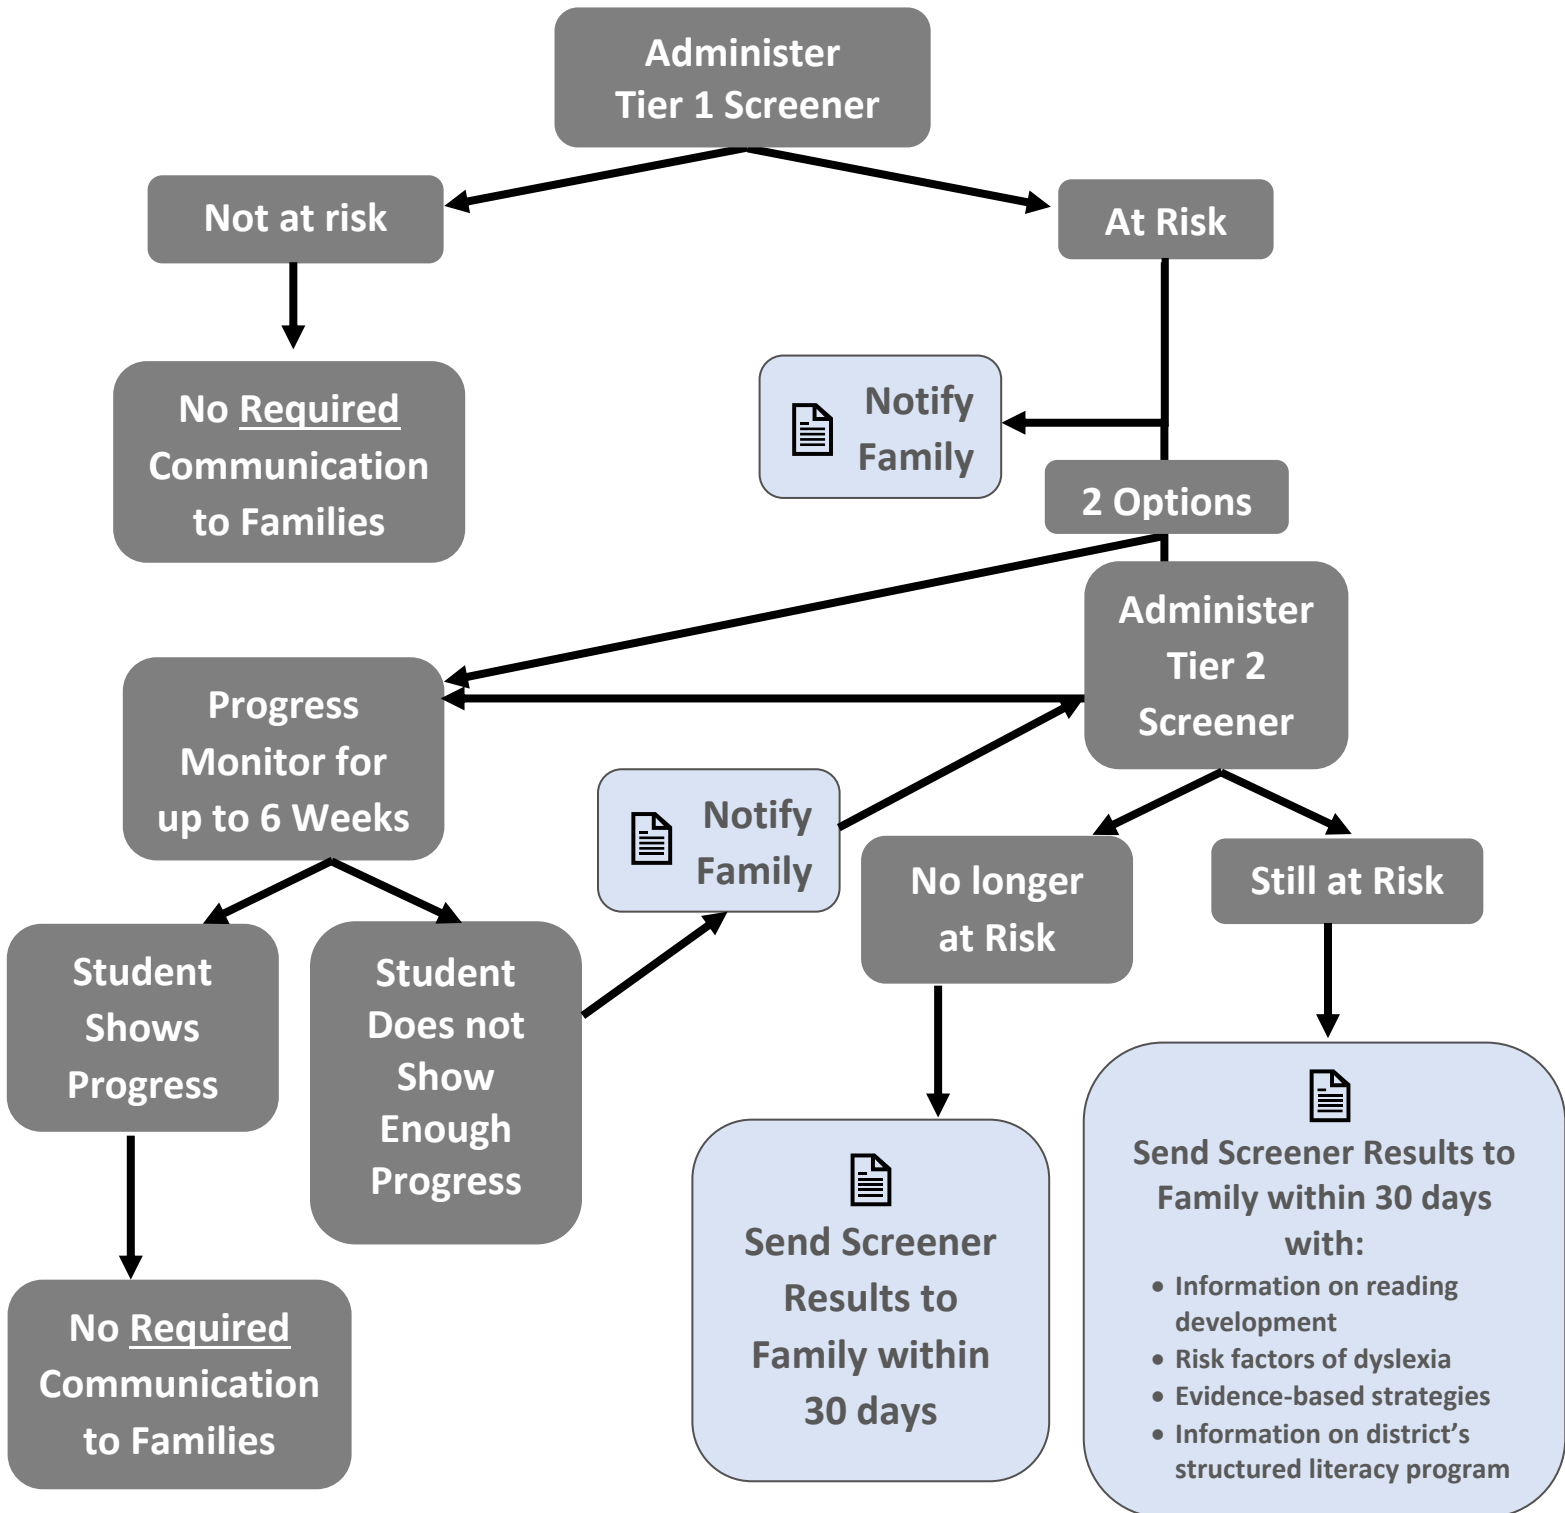 Administer
Tier 1 Screener
Not at risk
At Risk
No Required
Communication
to Families
Notify
Family
2 Options
Administer
Tier 2
Screener
Progress
Monitor for
up to 6 Weeks
Notify
Family
No longer
at Risk
Still at Risk
Student
Shows
Progress
Student
Does not
Show
Enough
Progress
Send Screener
Results to
Family within
30 days
Send Screener Results to
Family within 30 days
with:
• Information on reading
development
• Risk factors of dyslexia
• Evidence-based strategies
• Information on district’s
structured literacy program
No Required
Communication
to Families